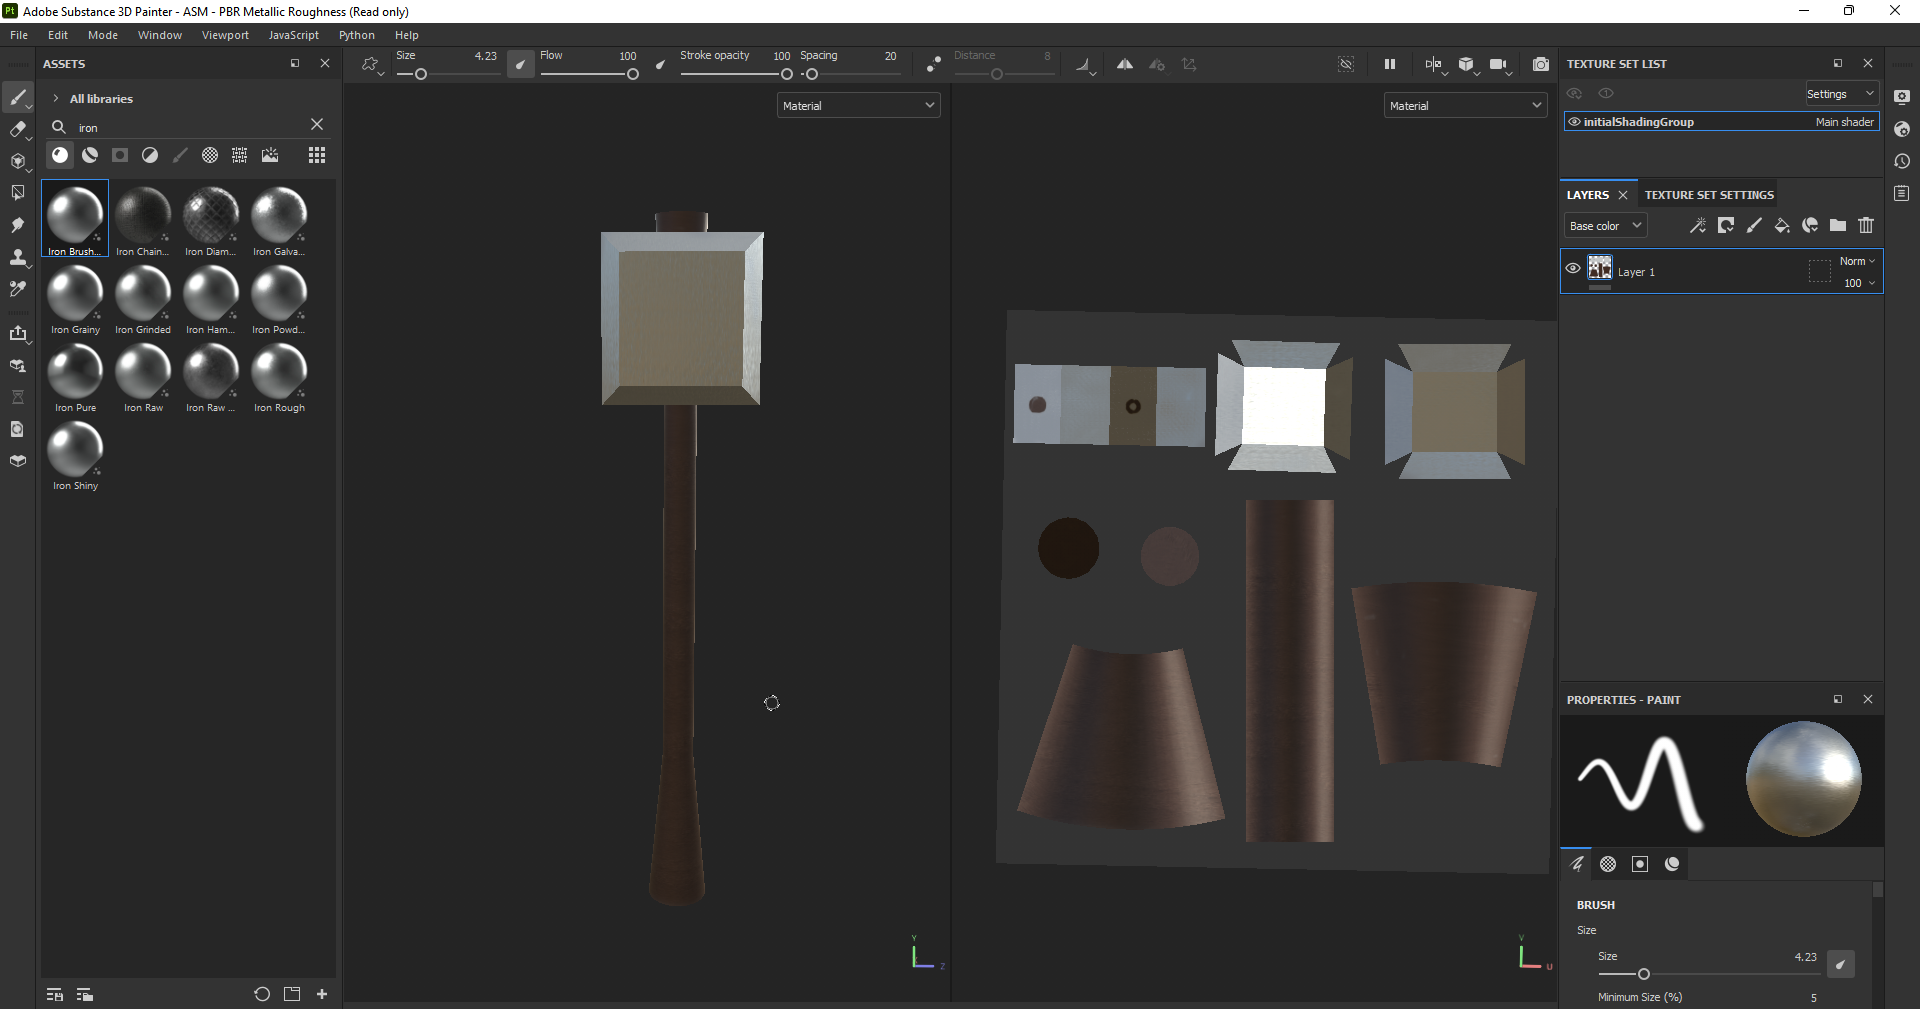 Pt Adobe Substance 3D Painter - ASM - PBR Metallic Roughness (Read only)
File Edit Mode Window Viewport JavaScript Python Help
ASSETS
All libraries
iron
Iron Brush... Iron Chain... Iron Diam... Iron Galva...
Iron Grainy Iron Grinded Iron Ham... Iron Powd...
Iron Pure Iron Raw Iron Raw ... Iron Rough
Iron Shiny
Size 4.23 Flow 100 Stroke opacity 100 Spacing 20 Distance 8
Material
Y
Z
Material
V
U
TEXTURE SET LIST
Settings
initialShadingGroup Main shader
LAYERS TEXTURE SET SETTINGS
Base color
Layer 1 Norm
100
PROPERTIES - PAINT
BRUSH
Size
Size 4.23
Minimum Size (%) 5